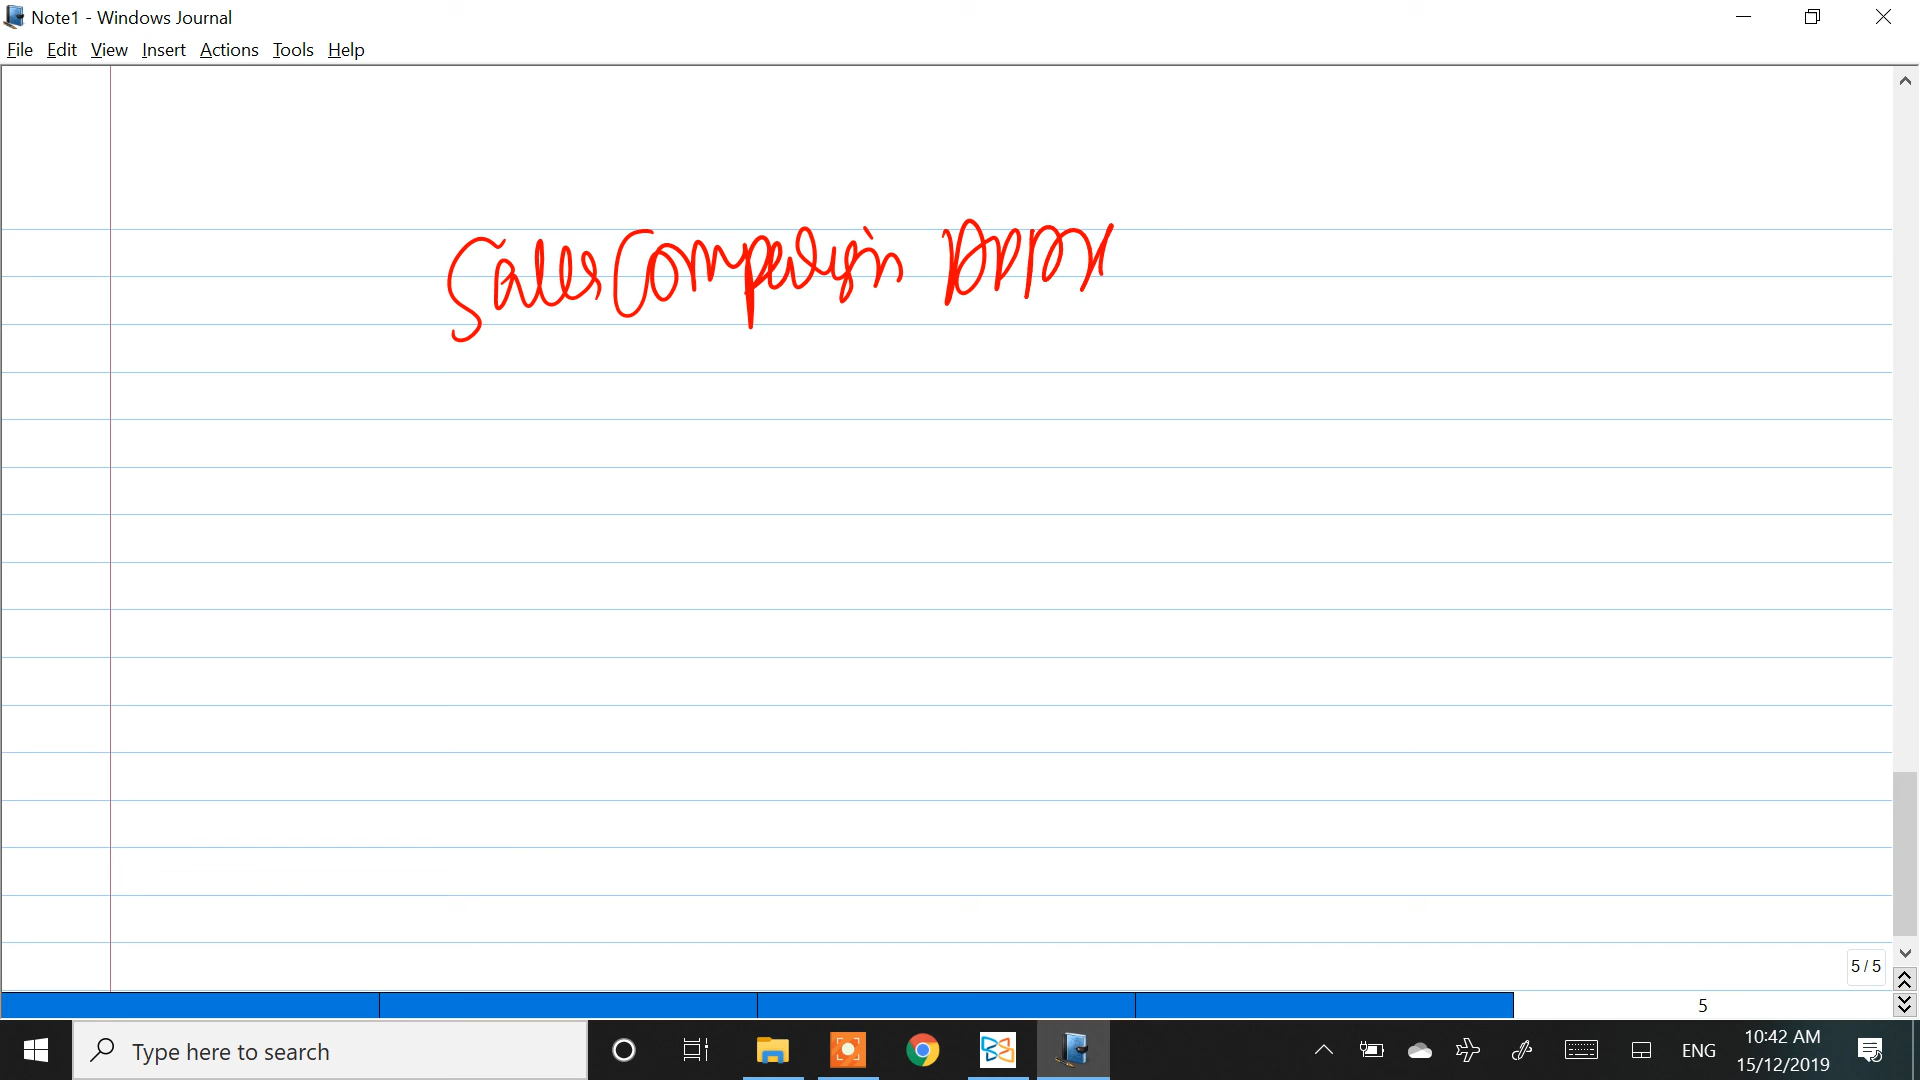 Note1 - Windows Journal
File Edit View Insert Actions Tools Help
Sales Comparision
5 / 5
5
Type here to search
ENG
10:42 AM
15/12/2019